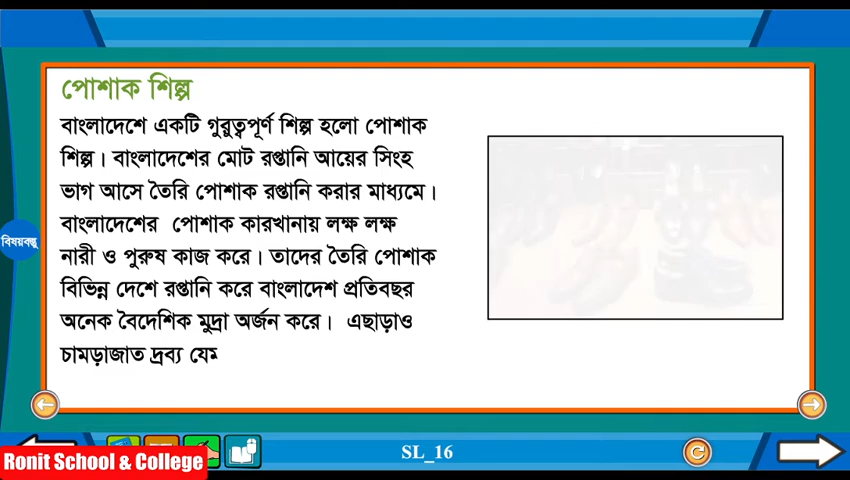 পোশাক শিল্প
বাংলাদেশে একটি গুরুত্বপূর্ণ শিল্প হলো পোশাক
শিল্প। বাংলাদেশের মোট রপ্তানি আয়ের সিংহ
ভাগ আসে তৈরি পোশাক রপ্তানি করার মাধ্যমে।
বাংলাদেশের পোশাক কারখানায় লক্ষ লক্ষ
নারী ও পুরুষ কাজ করে। তাদের তৈরি পোশাক
বিভিন্ন দেশে রপ্তানি করে বাংলাদেশ প্রতিবছর
অনেক বৈদেশিক মুদ্রা অর্জন করে। এছাড়াও
চামড়াজাত দ্রব্য যেম
বিষয়বস্তু
SL_16
Ronit School & College